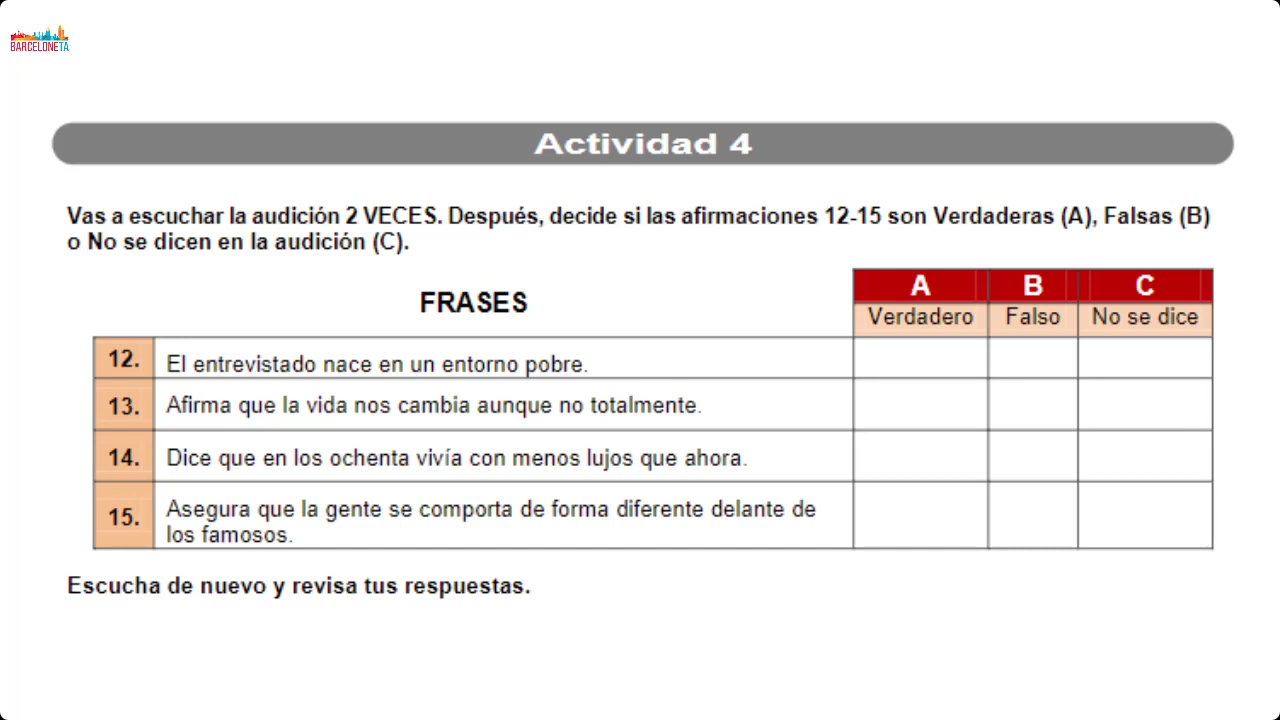 BARCELONETA
Actividad 4
Vas a escuchar la audición 2 VECES. Después, decide si las afirmaciones 12-15 son Verdaderas (A), Falsas (B)
o No se dicen en la audición (C).
FRASES
A B C
Verdadero Falso No se dice
12. El entrevistado nace en un entorno pobre.
13. Afirma que la vida nos cambia aunque no totalmente.
14. Dice que en los ochenta vivía con menos lujos que ahora.
15. Asegura que la gente se comporta de forma diferente delante de
los famosos.
Escucha de nuevo y revisa tus respuestas.